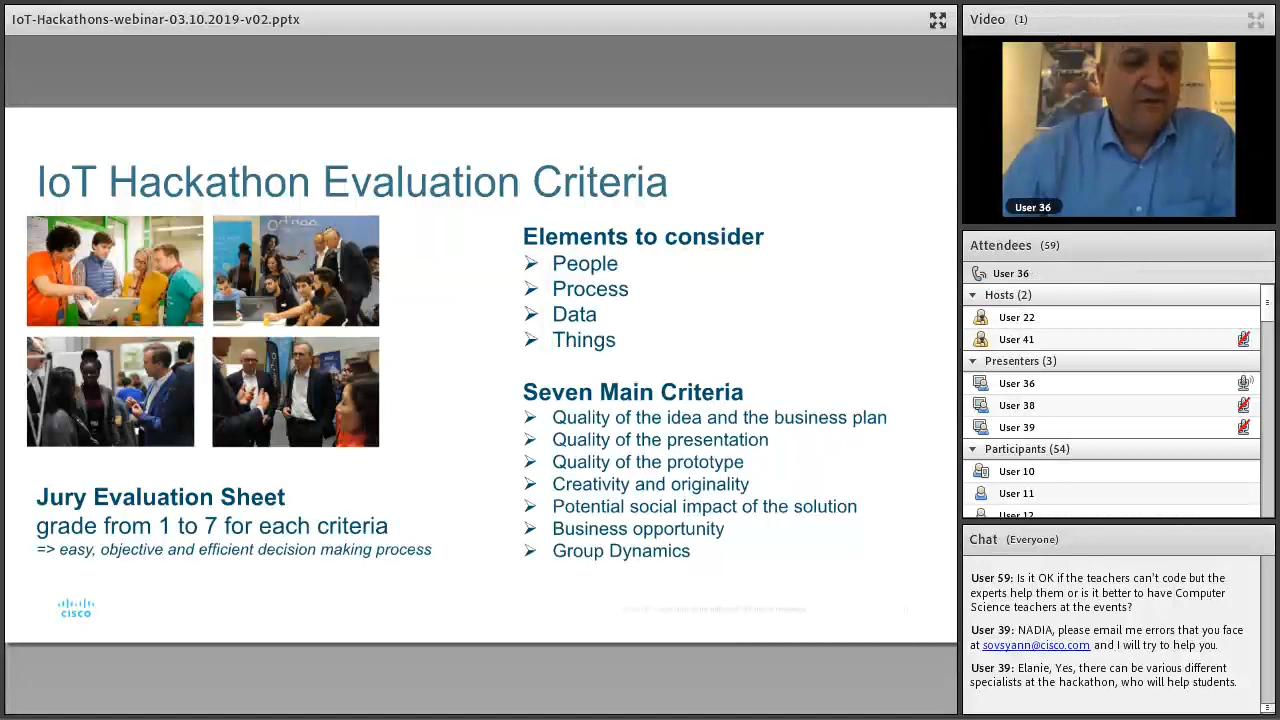 IoT-Hackathons-webinar-03.10.2019-v02.pptx
IoT Hackathon Evaluation Criteria
Elements to consider
People
Process
Data
Things
Seven Main Criteria
Quality of the idea and the business plan
Quality of the presentation
Quality of the prototype
Creativity and originality
Potential social impact of the solution
Business opportunity
Group Dynamics
Jury Evaluation Sheet
grade from 1 to 7 for each criteria
=> easy, objective and efficient decision making process
CISCO
Video (1)
User 36
Attendees (59)
User 36
Hosts (2)
User 22
User 41
Presenters (3)
User 36
User 38
User 39
Participants (54)
User 10
User 11
User 12
Chat (Everyone)
User 59: Is it OK if the teachers can't code but the
experts help them or is it better to have Computer
Science teachers at the events?
User 39: NADIA, please email me errors that you face
at sovsyann@cisco.com and I will try to help you.
User 39: Elanie, Yes, there can be various different
specialists at the hackathon, who will help students.